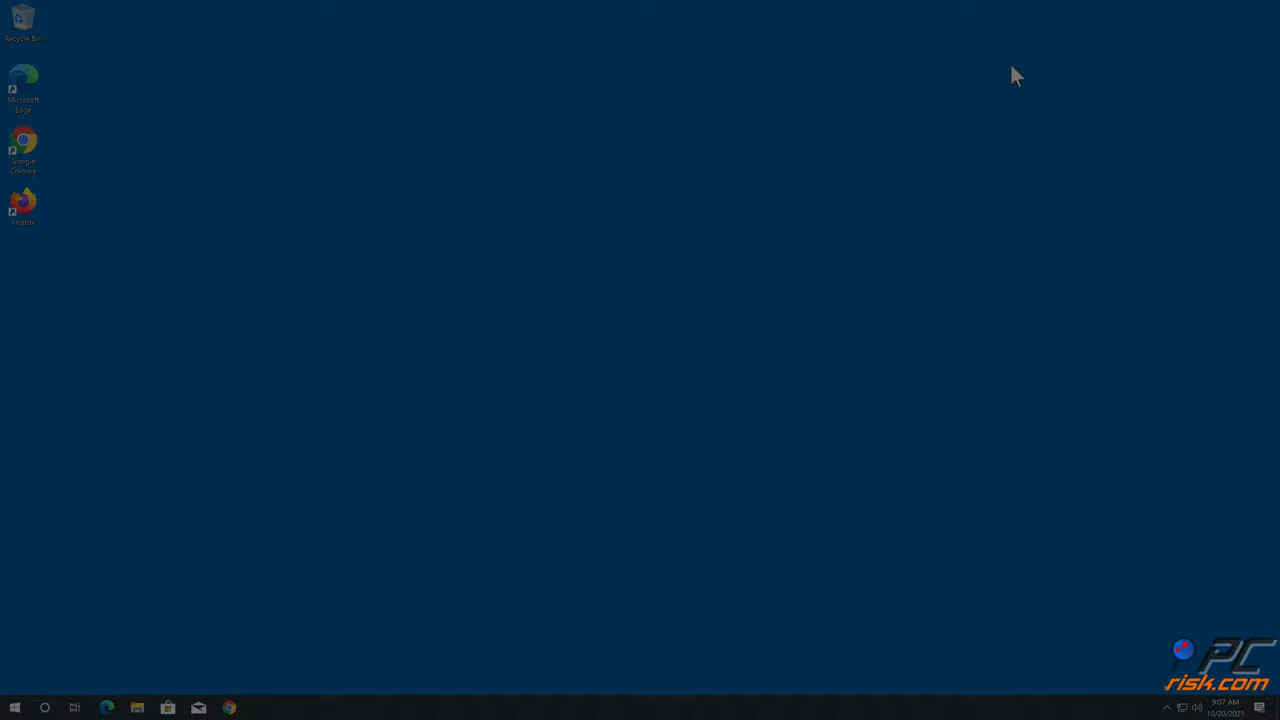 Recycle Bin
Microsoft
Edge
Google
Chrome
Firefox
PC
risk.com
9:07 AM
10/20/2021